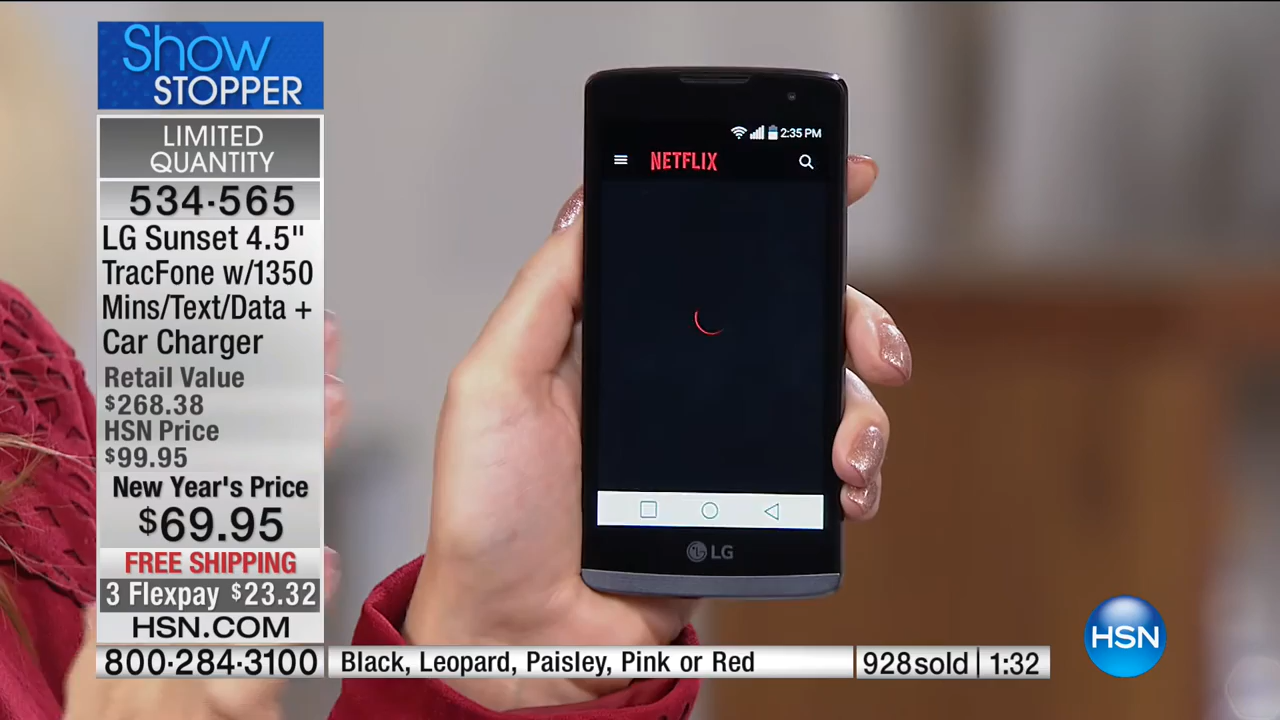 Show
STOPPER
LIMITED
QUANTITY
534-565
LG Sunset 4.5"
TracFone w/1350
Mins/Text/Data +
Car Charger
Retail Value
$268.38
HSN Price
$99.95
New Year's Price
$69.95
FREE SHIPPING
3 Flexpay $23.32
HSN.COM
800-284-3100
Black, Leopard, Paisley, Pink or Red
928sold
1:32
2:35 PM
NETFLIX
LG
HSN